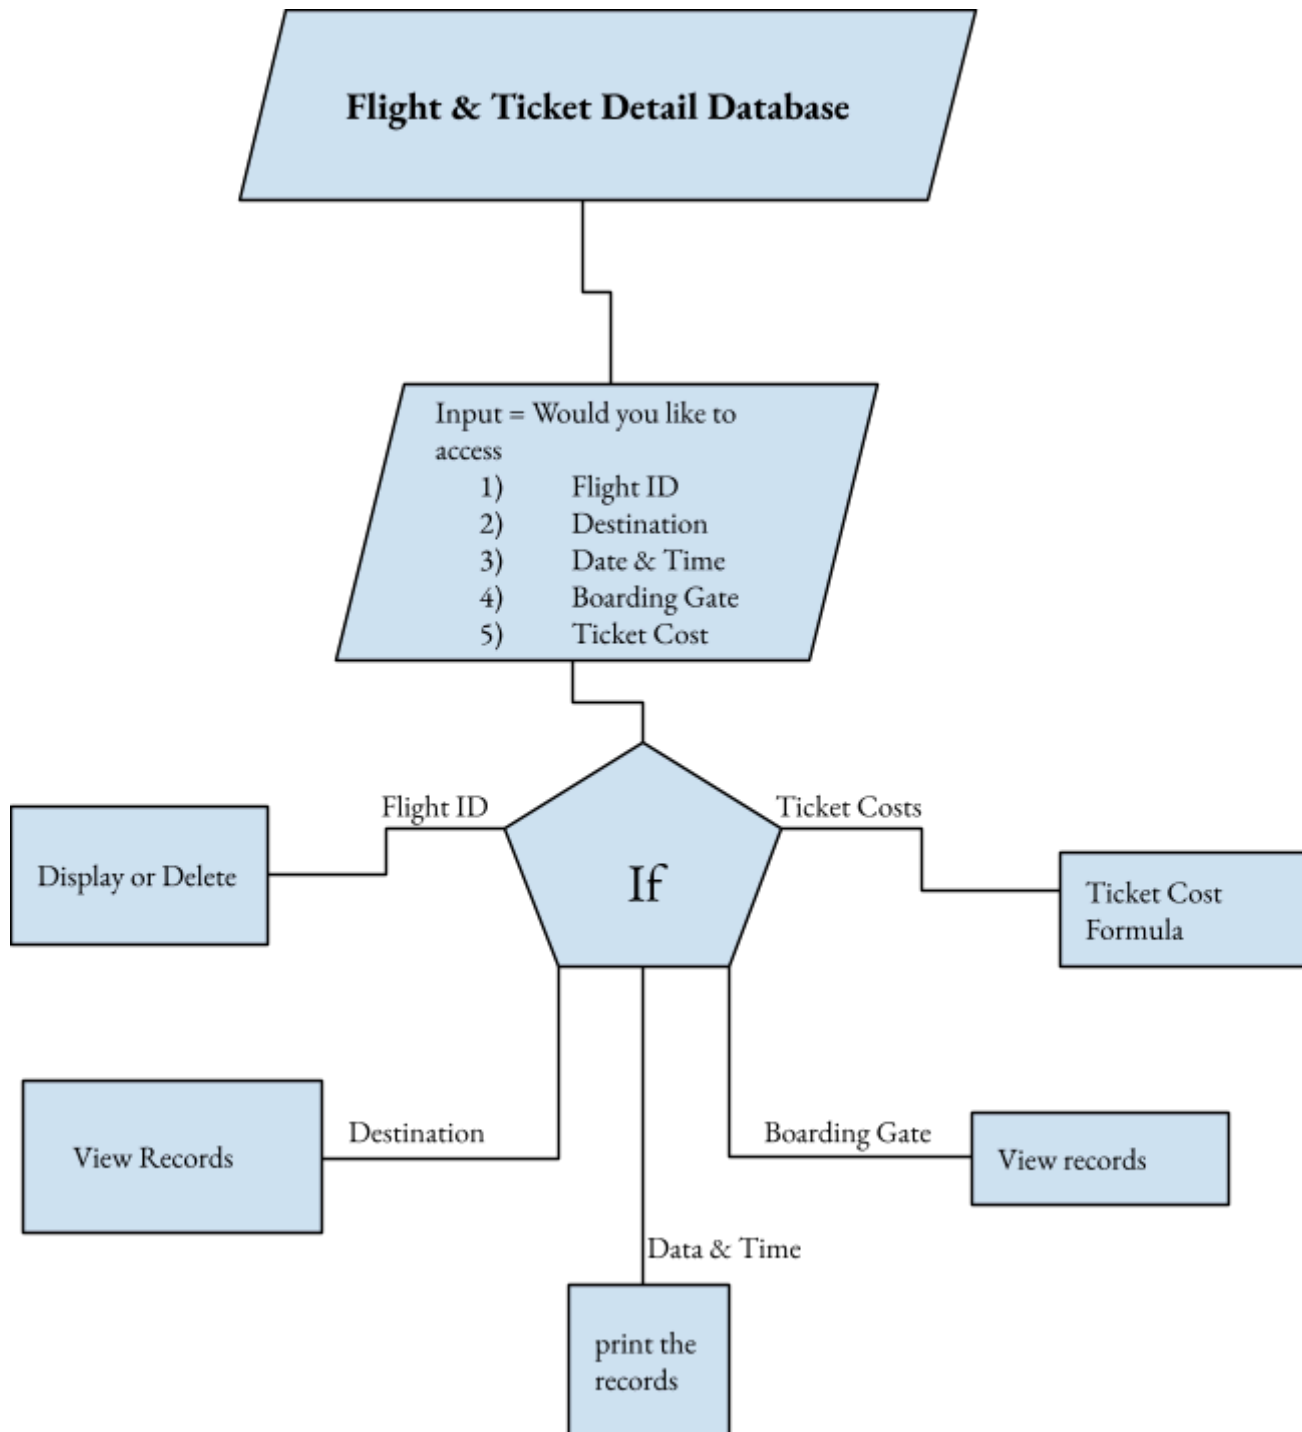 Flight & Ticket Detail Database
Input = Would you like to
access
1) Flight ID
2) Destination
3) Date & Time
4) Boarding Gate
5) Ticket Cost
Flight ID
Ticket Costs
Display or Delete
If
Ticket Cost
Formula
Destination
Boarding Gate
View Records
View records
Data & Time
print the
records